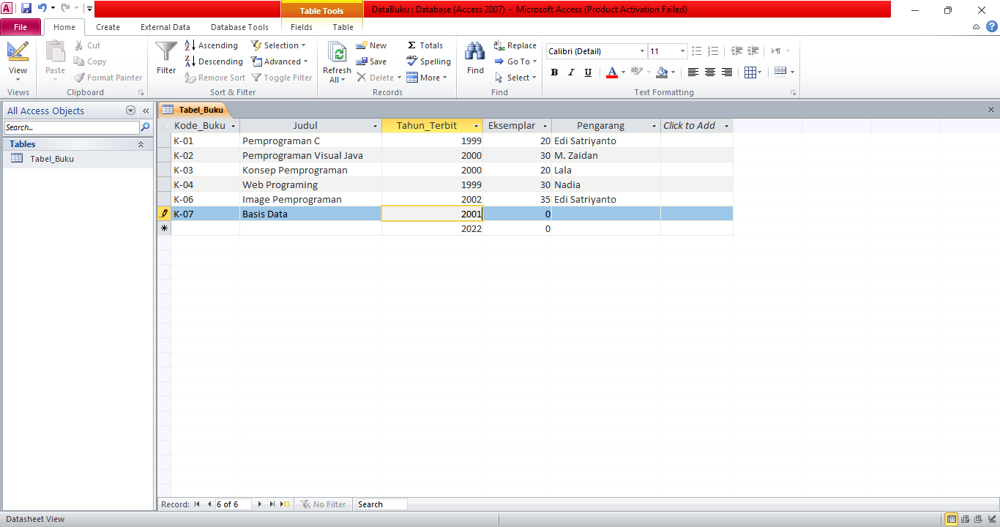 Table Tools
DataBuku : Database (Access 2007) - Microsoft Access (Product Activation Failed)
File Home Create External Data Database Tools Fields Table
View
Views
Paste
Cut
Copy
Format Painter
Clipboard
Filter
Ascending
Descending
Remove Sort
Selection
Advanced
Toggle Filter
Sort & Filter
Refresh
All
New
Save
Delete
Totals
Spelling
More
Records
Find
Replace
Go To
Select
Find
Calibri (Detail) 11
B I U A
Text Formatting
All Access Objects
Search...
Tables
Tabel_Buku
Tabel_Buku
Kode_Buku Judul Tahun_Terbit Eksemplar Pengarang Click to Add
K-01 Pemprograman C 1999 20 Edi Satriyanto
K-02 Pemprograman Visual Java 2000 30 M. Zaidan
K-03 Konsep Pemprograman 2000 20 Lala
K-04 Web Programing 1999 30 Nadia
K-06 Image Pemprograman 2002 35 Edi Satriyanto
K-07 Basis Data 2001 0
2022 0
Record: 6 of 6 No Filter Search
Datasheet View